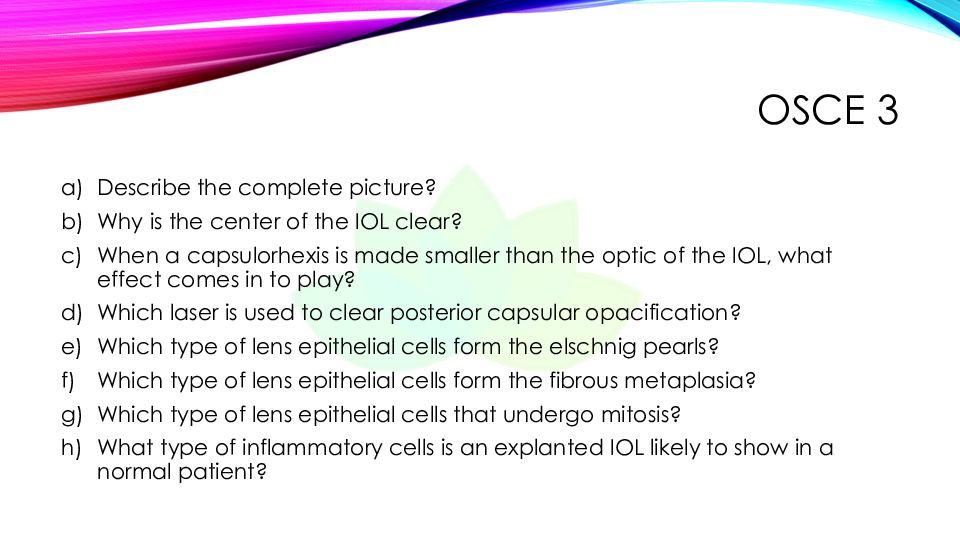 OSCE 3
a) Describe the complete picture?
b) Why is the center of the IOL clear?
c) When a capsulorhexis is made smaller than the optic of the IOL, what
effect comes in to play?
d) Which laser is used to clear posterior capsular opacification?
e) Which type of lens epithelial cells form the elschnig pearls?
f) Which type of lens epithelial cells form the fibrous metaplasia?
g) Which type of lens epithelial cells that undergo mitosis?
h) What type of inflammatory cells is an explanted IOL likely to show in a
normal patient?